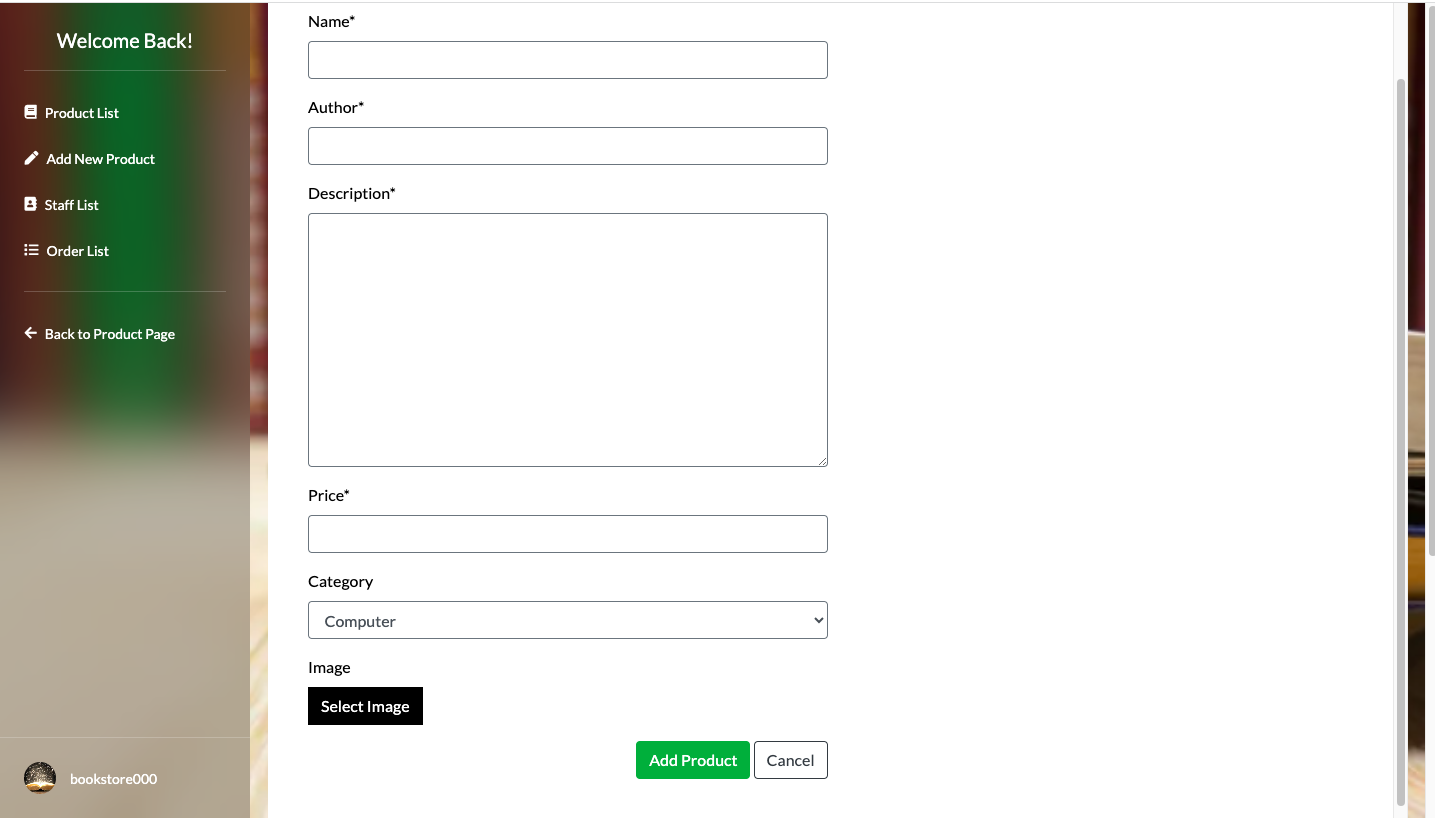 Welcome Back!
Product List
Add New Product
Staff List
Order List
Back to Product Page
bookstore000
Name*
Author*
Description*
Price*
Category
Computer
Image
Select Image
Add Product
Cancel